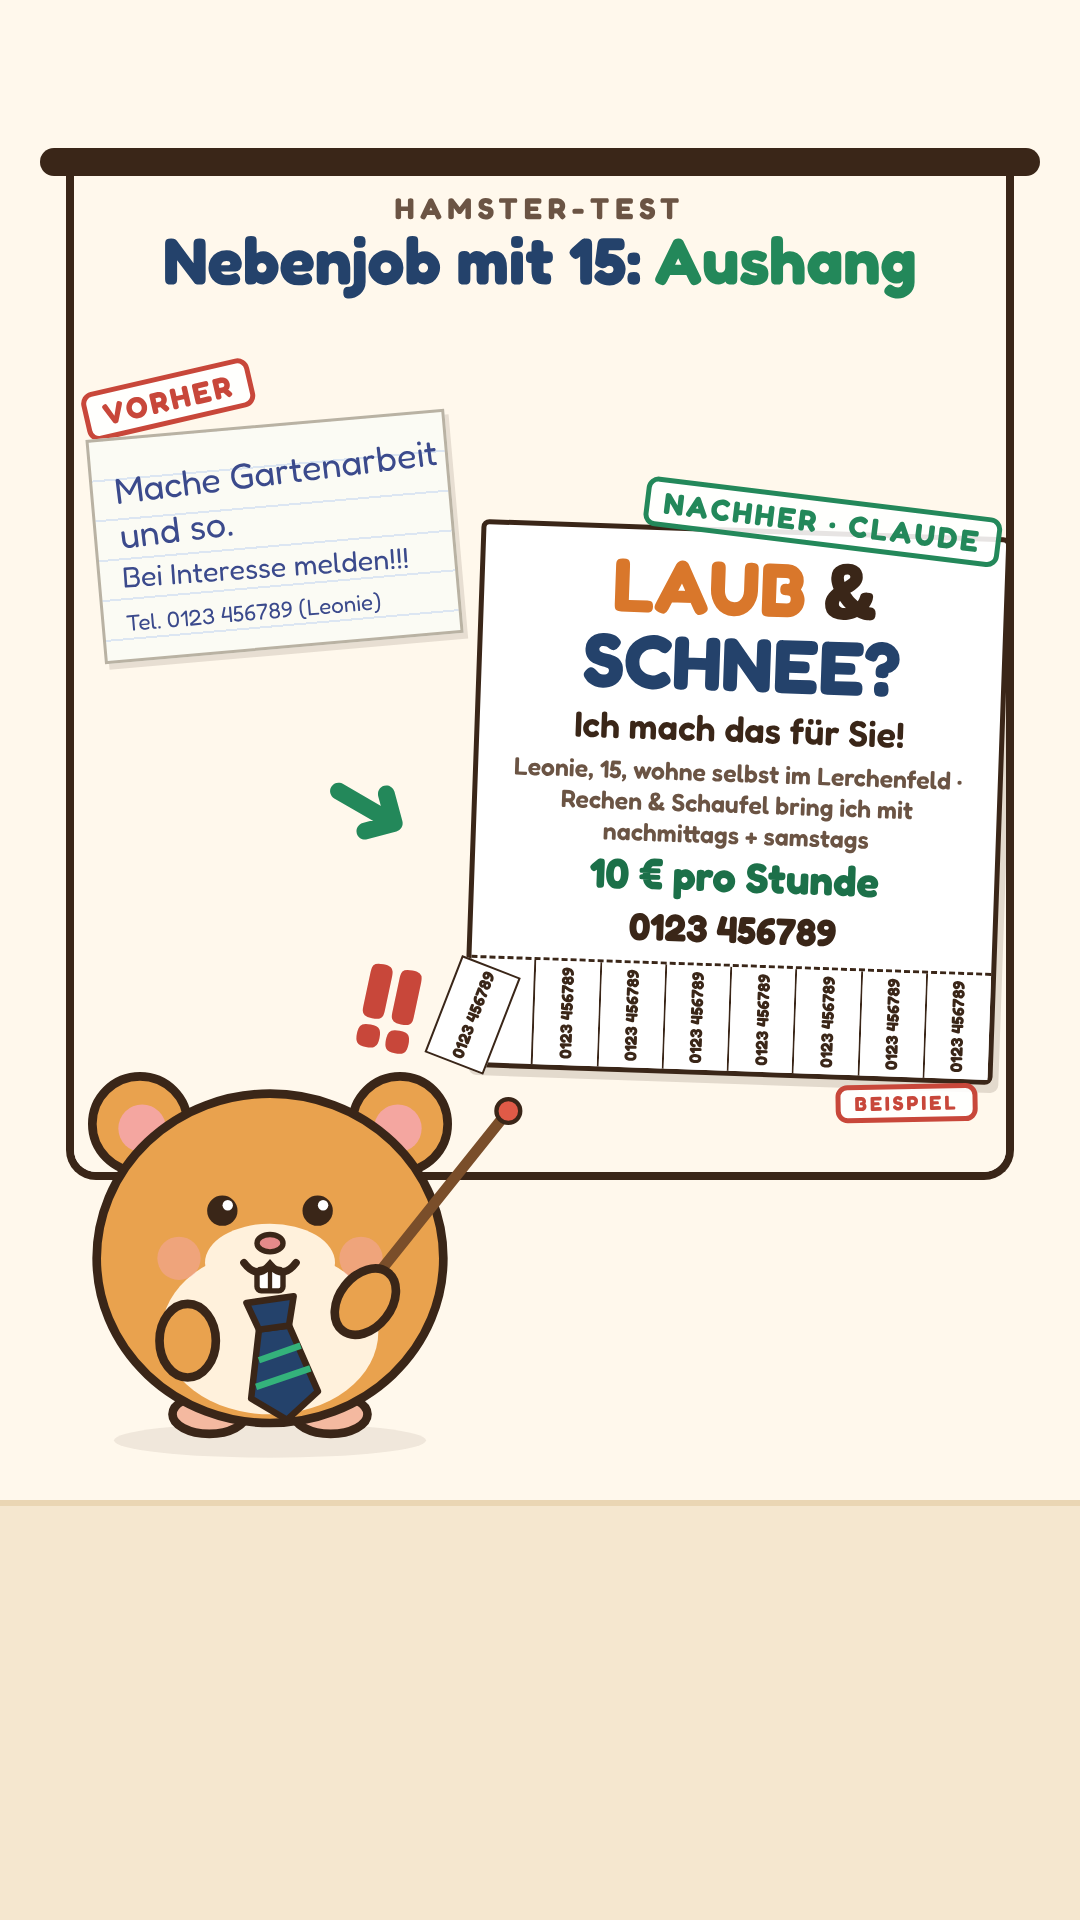 HAMSTER-TEST
Nebenjob mit 15: Aushang
VORHER
Mache Gartenarbeit
und so.
Bei Interesse melden!!!
Tel. 0123 456789 (Leonie)
NACHHER · CLAUDE
LAUB &
SCHNEE?
Ich mach das für Sie!
Leonie, 15, wohne selbst im Lerchenfeld ·
Rechen & Schaufel bring ich mit
nachmittags + samstags
10 € pro Stunde
0123 456789
!!
0123 456789
0123 456789
0123 456789
0123 456789
0123 456789
0123 456789
0123 456789
0123 456789
BEISPIEL